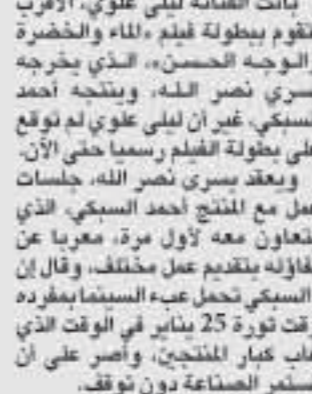 باتت الفنانة ليلى علوي، الأقرب
لتقوم ببطولة فيلم «الماء والخضرة
والوجه الحسن»، الذي يخرجه
يسري نصر الله، وينتجه أحمد
السبكي، غير أن ليلى علوي لم توقع
على بطولة الفيلم رسميا حتى الآن.
ويعقد يسرى نصر الله، جلسات
عمل مع المنتج أحمد السبكي، الذي
يتعاون معه لأول مرة، معربا عن
تفاؤله بتقديم عمل مختلف، وقال إن
السبكي تحمل عبء السينما بمفرده
وقت ثورة 25 يناير في الوقت الذي
غاب كبار المنتجين، وأصر على أن
تستمر الصناعة دون توقف.